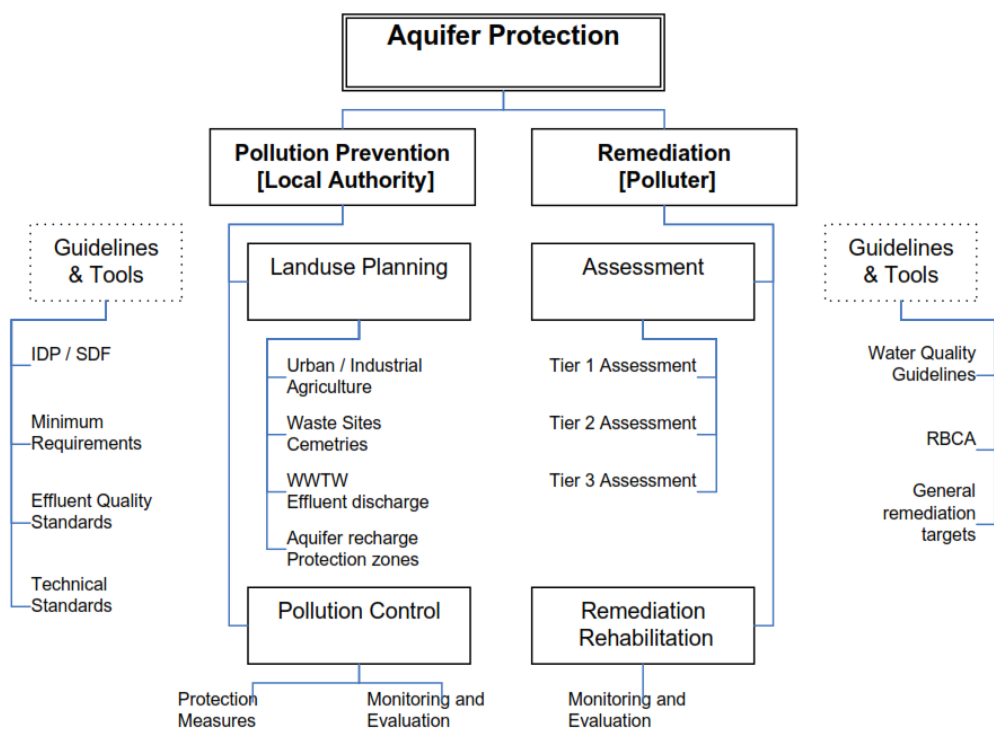 Aquifer Protection
Pollution Prevention
[Local Authority]
Remediation
[Polluter]
Guidelines
& Tools
IDP / SDF
Minimum
Requirements
Effluent Quality
Standards
Technical
Standards
Landuse Planning
Urban / Industrial
Agriculture
Waste Sites
Cemetries
WWTW
Effluent discharge
Aquifer recharge
Protection zones
Pollution Control
Protection
Measures
Monitoring and
Evaluation
Assessment
Tier 1 Assessment
Tier 2 Assessment
Tier 3 Assessment
Remediation
Rehabilitation
Monitoring and
Evaluation
Guidelines
& Tools
Water Quality
Guidelines
RBCA
General
remediation
targets